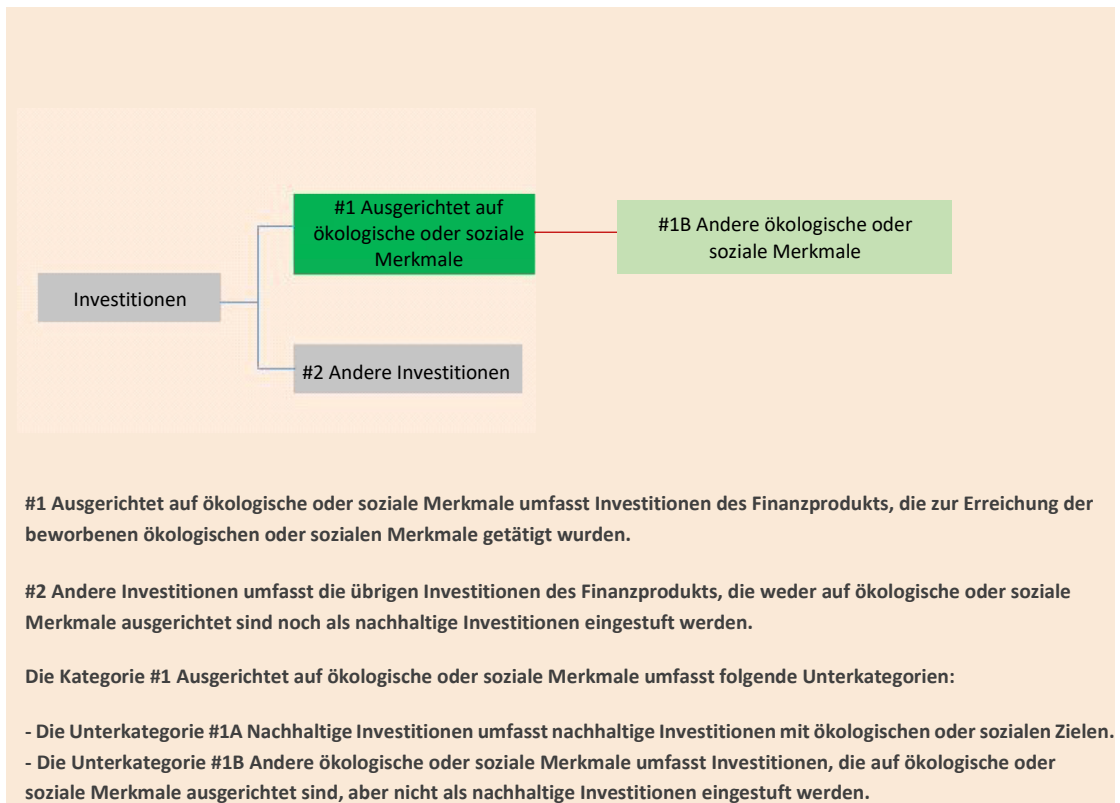 #1 Ausgerichtet auf
ökologische oder soziale
Merkmale
#1B Andere ökologische oder
soziale Merkmale
Investitionen
#2 Andere Investitionen
#1 Ausgerichtet auf ökologische oder soziale Merkmale umfasst Investitionen des Finanzprodukts, die zur Erreichung der
beworbenen ökologischen oder sozialen Merkmale getätigt wurden.
#2 Andere Investitionen umfasst die übrigen Investitionen des Finanzprodukts, die weder auf ökologische oder soziale
Merkmale ausgerichtet sind noch als nachhaltige Investitionen eingestuft werden.
Die Kategorie #1 Ausgerichtet auf ökologische oder soziale Merkmale umfasst folgende Unterkategorien:
- Die Unterkategorie #1A Nachhaltige Investitionen umfasst nachhaltige Investitionen mit ökologischen oder sozialen Zielen.
- Die Unterkategorie #1B Andere ökologische oder soziale Merkmale umfasst Investitionen, die auf ökologische oder
soziale Merkmale ausgerichtet sind, aber nicht als nachhaltige Investitionen eingestuft werden.